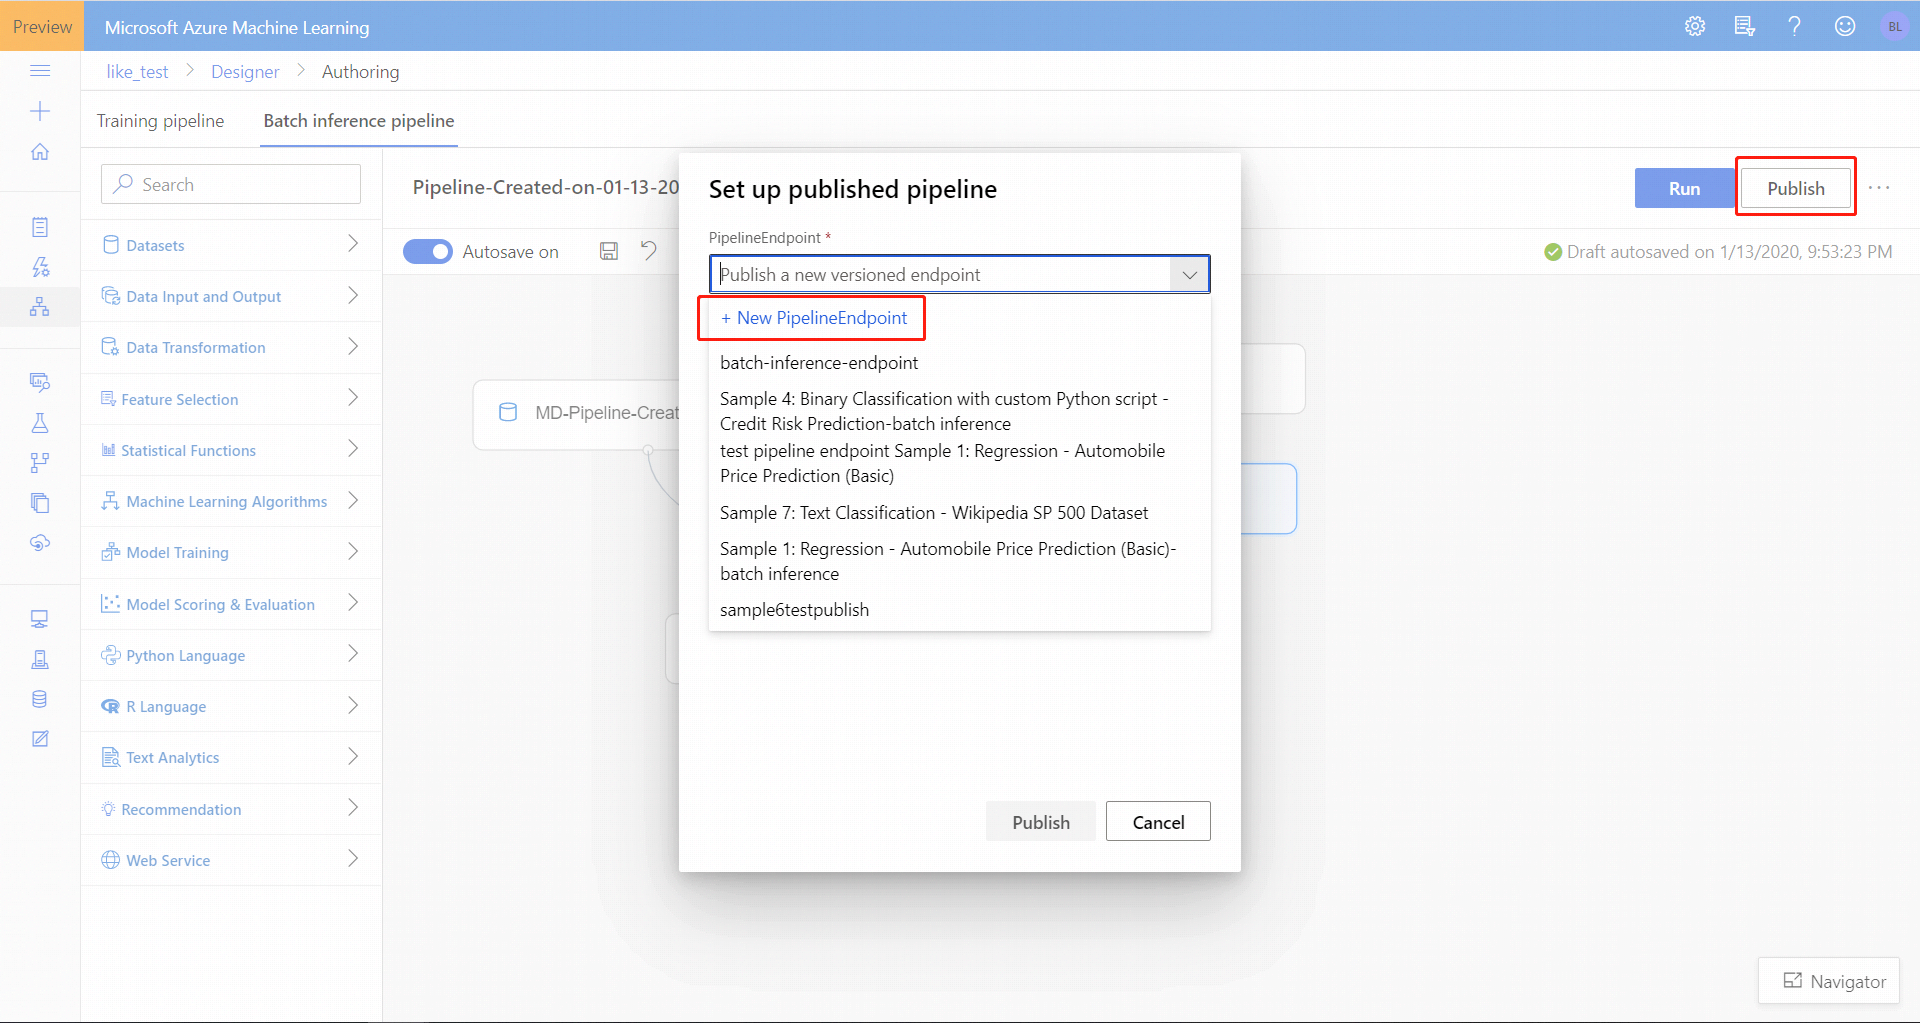 Preview
Microsoft Azure Machine Learning
BL
like_test > Designer > Authoring
Training pipeline
Batch inference pipeline
Search
Datasets
Data Input and Output
Data Transformation
Feature Selection
Statistical Functions
Machine Learning Algorithms
Model Training
Model Scoring & Evaluation
Python Language
R Language
Text Analytics
Recommendation
Web Service
Pipeline-Created-on-01-13-20
Run
Publish
...
Autosave on
Draft autosaved on 1/13/2020, 9:53:23 PM
MD-Pipeline-Creat
Set up published pipeline
PipelineEndpoint *
Publish a new versioned endpoint
+ New PipelineEndpoint
batch-inference-endpoint
Sample 4: Binary Classification with custom Python script -
Credit Risk Prediction-batch inference
test pipeline endpoint Sample 1: Regression - Automobile
Price Prediction (Basic)
Sample 7: Text Classification - Wikipedia SP 500 Dataset
Sample 1: Regression - Automobile Price Prediction (Basic)-
batch inference
sample6testpublish
Publish
Cancel
Navigator